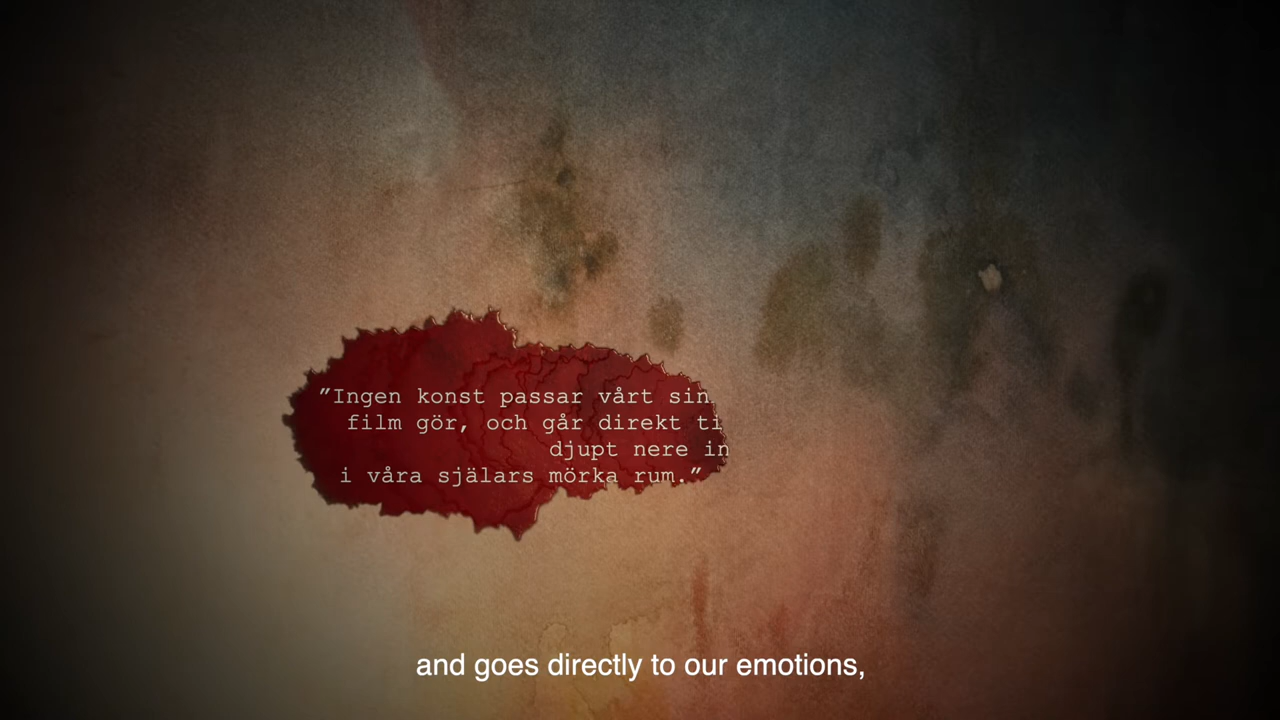 ”Ingen konst passar vårt sin
film gör, och går direkt ti
djupt nere in
i våra själars mörka rum.”
and goes directly to our emotions,